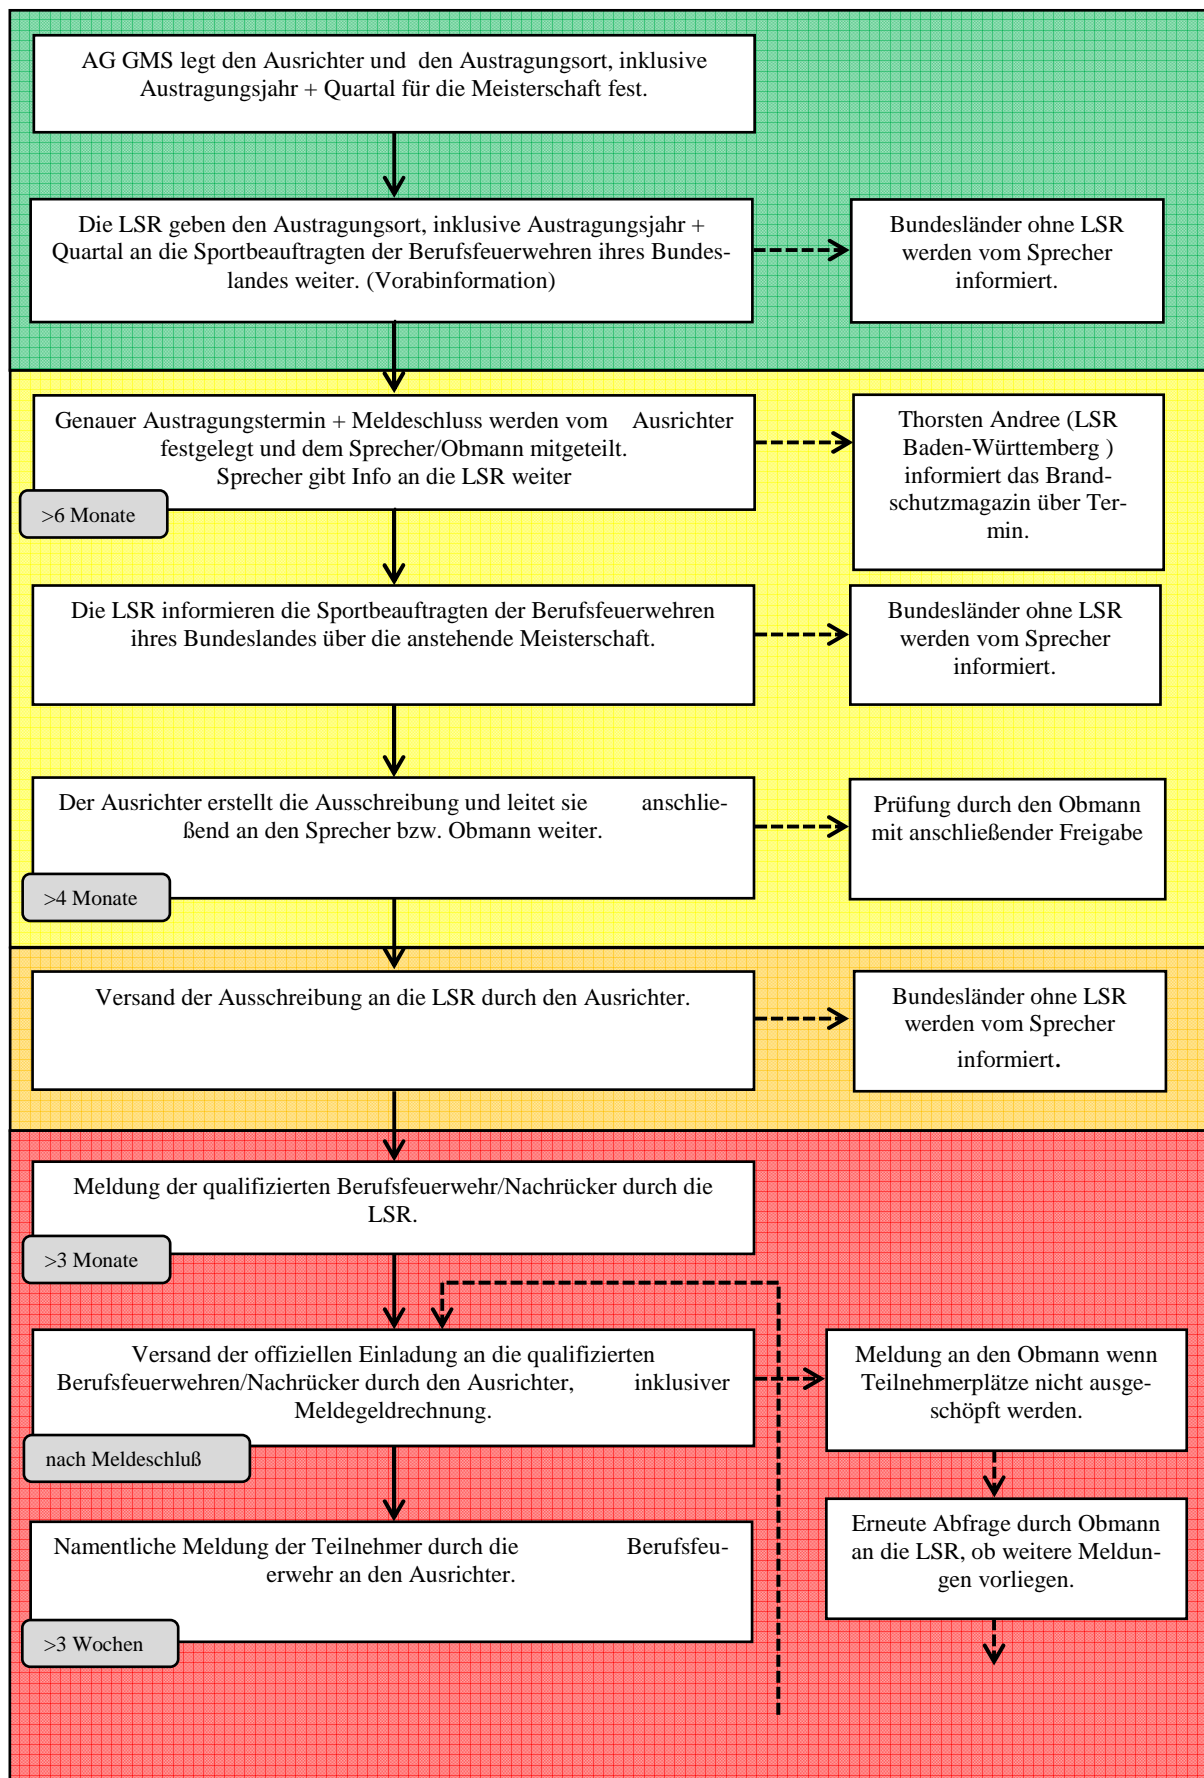 AG GMS legt den Ausrichter und den Austragungsort, inklusive
Austragungsjahr + Quartal für die Meisterschaft fest.
Die LSR geben den Austragungsort, inklusive Austragungsjahr +
Quartal an die Sportbeauftragten der Berufsfeuerwehren ihres Bundes-
landes weiter. (Vorabinformation)
Bundesländer ohne LSR
werden vom Sprecher
informiert.
Genauer Austragungstermin + Meldeschluss werden vom Ausrichter
festgelegt und dem Sprecher/Obmann mitgeteilt.
Sprecher gibt Info an die LSR weiter
>6 Monate
Thorsten Andree (LSR
Baden-Württemberg )
informiert das Brand-
schutzmagazin über Ter-
min.
Die LSR informieren die Sportbeauftragten der Berufsfeuerwehren
ihres Bundeslandes über die anstehende Meisterschaft.
Bundesländer ohne LSR
werden vom Sprecher
informiert.
Der Ausrichter erstellt die Ausschreibung und leitet sie anschlie-
ßend an den Sprecher bzw. Obmann weiter.
>4 Monate
Prüfung durch den Obmann
mit anschließender Freigabe
Versand der Ausschreibung an die LSR durch den Ausrichter.
Bundesländer ohne LSR
werden vom Sprecher
informiert.
Meldung der qualifizierten Berufsfeuerwehr/Nachrücker durch die
LSR.
>3 Monate
Versand der offiziellen Einladung an die qualifizierten
Berufsfeuerwehren/Nachrücker durch den Ausrichter, inklusiver
Meldegeldrechnung.
nach Meldeschluß
Meldung an den Obmann wenn
Teilnehmerplätze nicht ausge-
schöpft werden.
Namentliche Meldung der Teilnehmer durch die Berufsfeu-
erwehr an den Ausrichter.
>3 Wochen
Erneute Abfrage durch Obmann
an die LSR, ob weitere Meldun-
gen vorliegen.